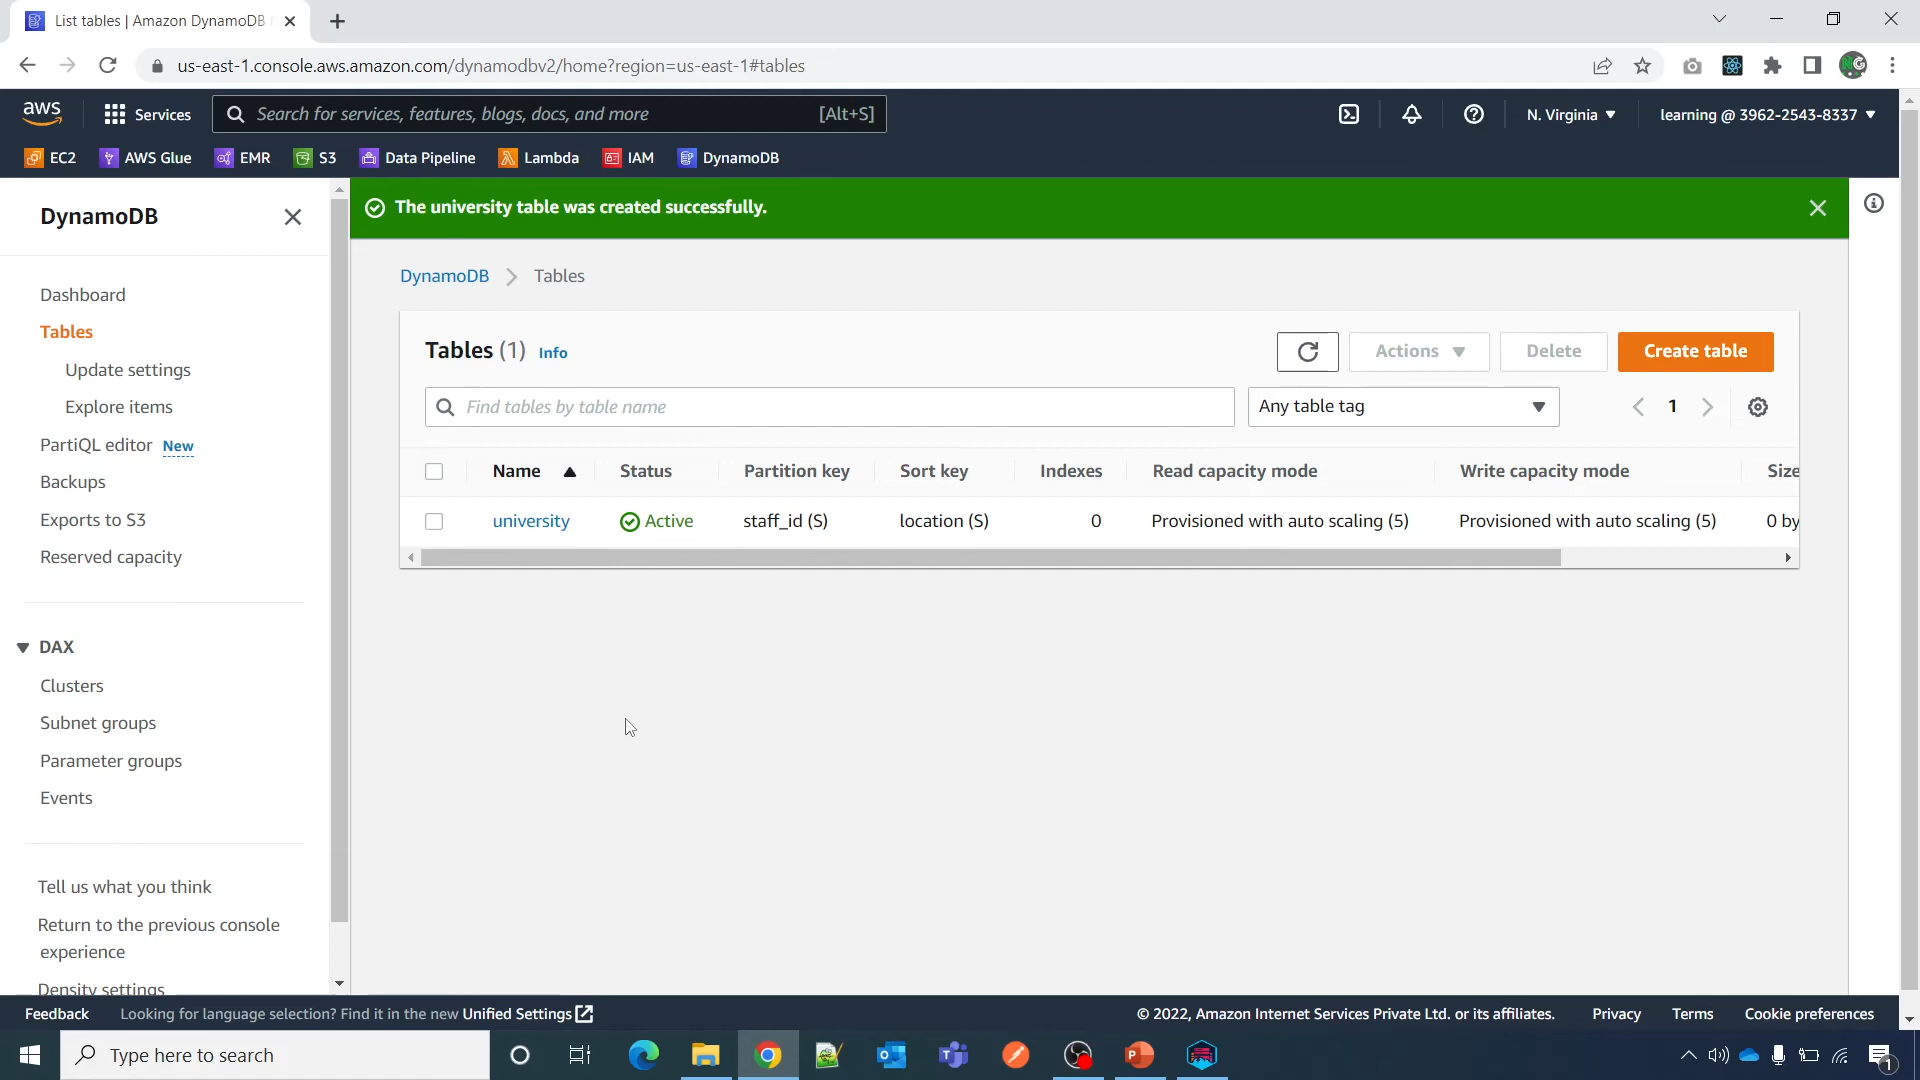 List tables | Amazon DynamoDB
us-east-1.console.aws.amazon.com/dynamodbv2/home?region=us-east-1#tables
aws
Services
Search for services, features, blogs, docs, and more
[Alt+S]
N. Virginia
learning @ 3962-2543-8337
EC2
AWS Glue
EMR
S3
Data Pipeline
Lambda
IAM
DynamoDB
DynamoDB
Dashboard
Tables
Update settings
Explore items
PartiQL editor New
Backups
Exports to S3
Reserved capacity
DAX
Clusters
Subnet groups
Parameter groups
Events
Tell us what you think
Return to the previous console
experience
Density settings
The university table was created successfully.
DynamoDB
Tables
Tables (1) Info
Actions
Delete
Create table
Find tables by table name
Any table tag
1
Name Status Partition key Sort key Indexes Read capacity mode Write capacity mode Size
university Active staff_id (S) location (S) 0 Provisioned with auto scaling (5) Provisioned with auto scaling (5) 0 by
Feedback
Looking for language selection? Find it in the new Unified Settings
© 2022, Amazon Internet Services Private Ltd. or its affiliates.
Privacy
Terms
Cookie preferences
Type here to search
1